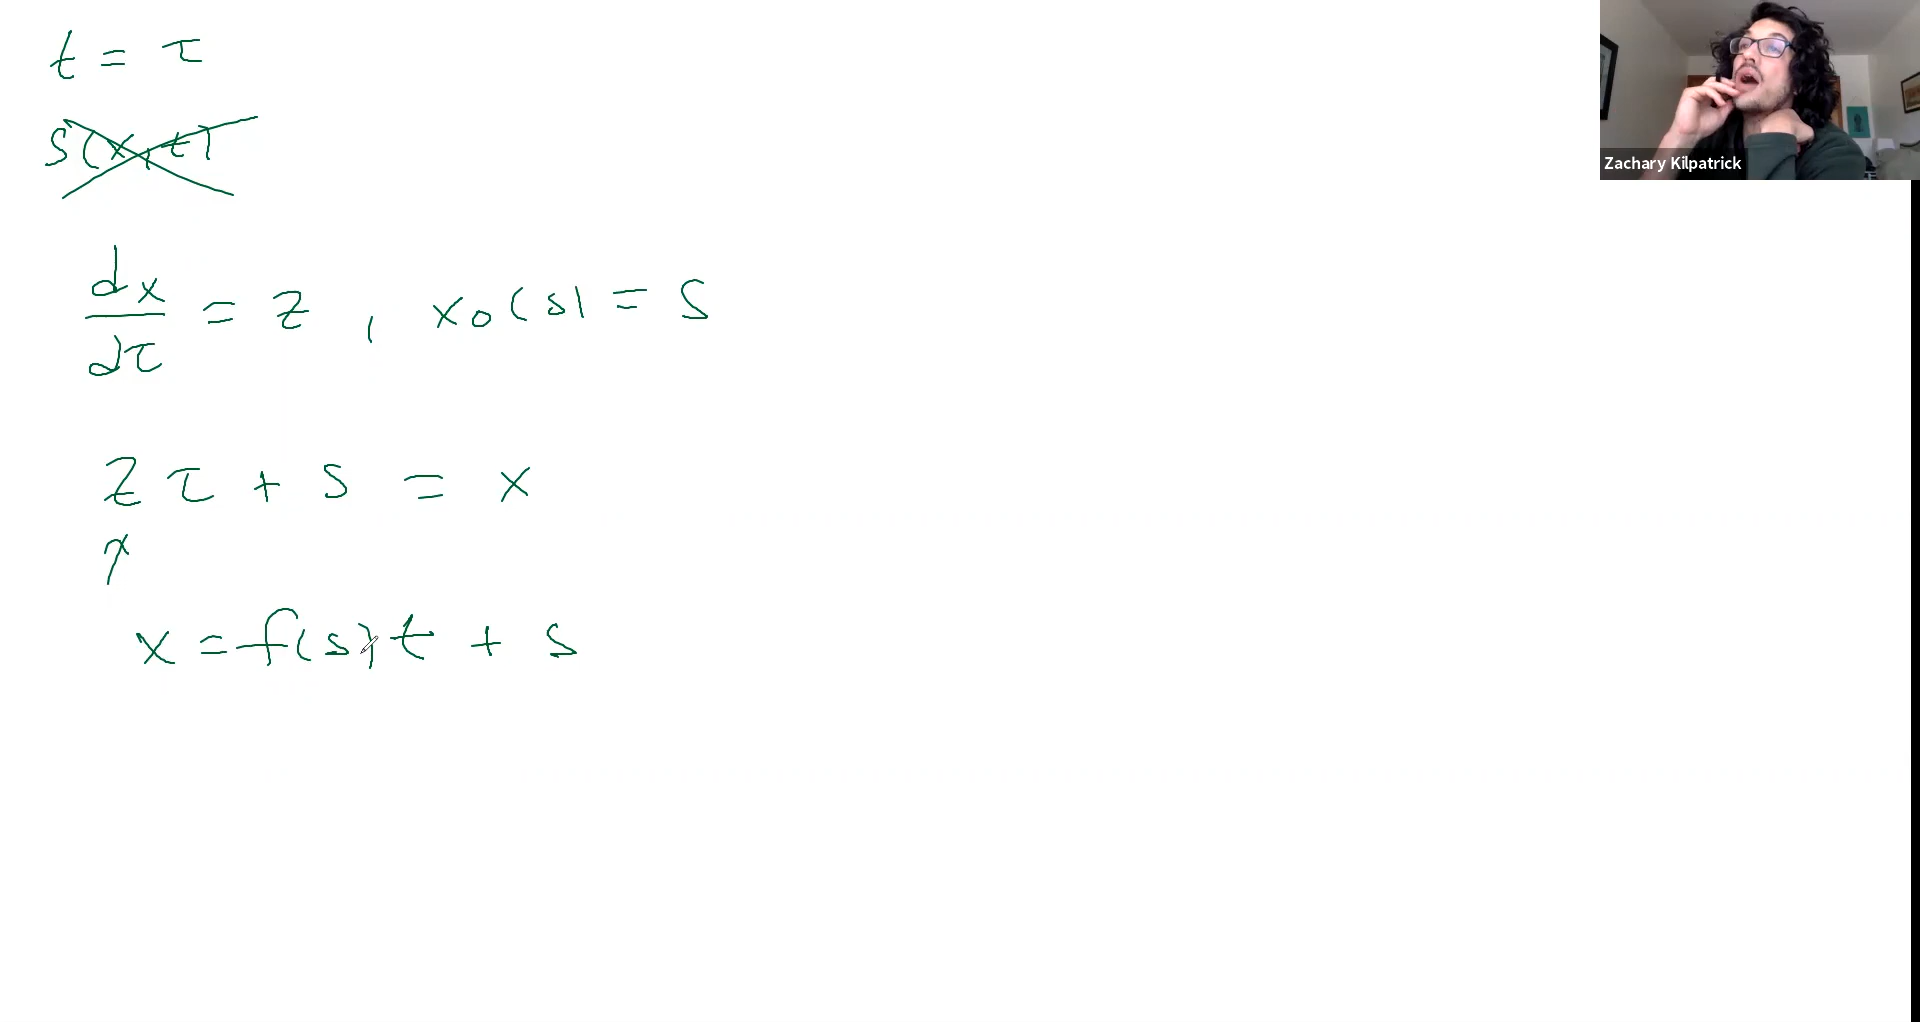 t = τ
S(x,t)
dx/dτ = z , x₀(s) = s
zτ + s = x
x = f(s)t + s
Zachary Kilpatrick